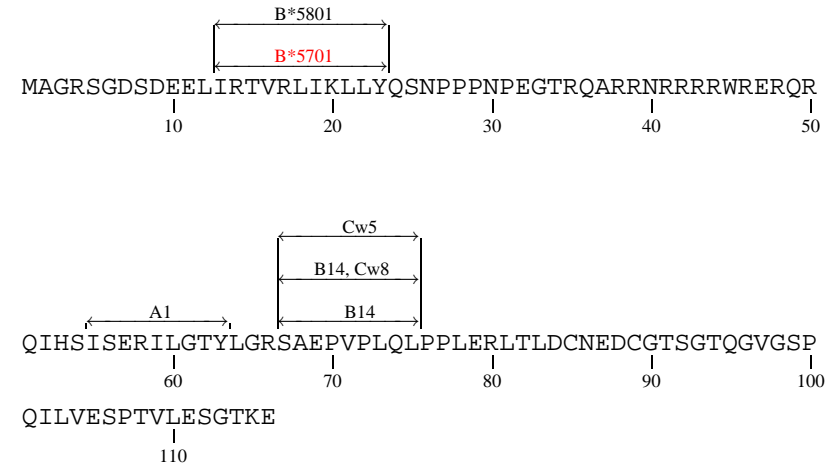 B*5801
B*5701
MAGRSGDSDEELIRTVRLIKLLYQSNPPPNPEGTRQARRNRRRRWRERQR
10 20 30 40 50
Cw5
B14, Cw8
A1 B14
QIHSISERILGTYLGRSAEPVPLQLPPLERLTLDCNEDCGTSGTQGVGSP
60 70 80 90 100
QILVESPTVLESGTKE
110